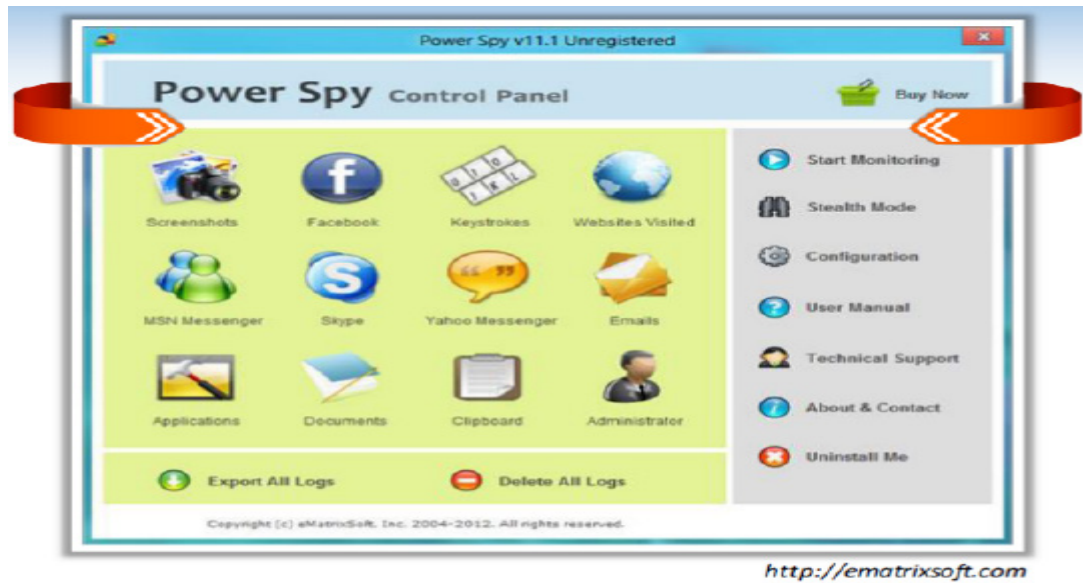 Power Spy v11.1 Unregistered
Power Spy Control Panel
Buy Now
Screenshots
Facebook
Keystrokes
Websites Visited
MSN Messenger
Skype
Yahoo Messenger
Emails
Applications
Documents
Clipboard
Administrator
Export All Logs
Delete All Logs
Start Monitoring
Stealth Mode
Configuration
User Manual
Technical Support
About & Contact
Uninstall Me
Copyright (c) eMatrixSoft, Inc. 2004-2012. All rights reserved.
http://ematrixsoft.com